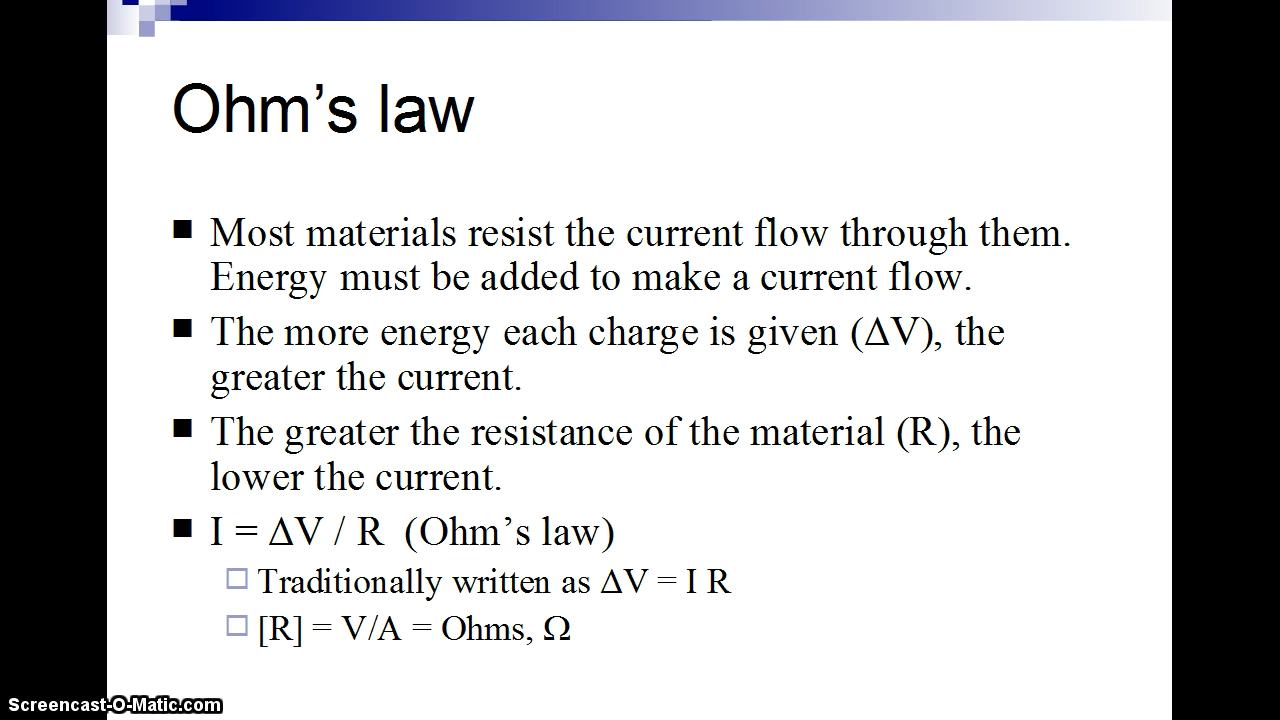 Ohm’s law
Most materials resist the current flow through them.
Energy must be added to make a current flow.
The more energy each charge is given (ΔV), the
greater the current.
The greater the resistance of the material (R), the
lower the current.
I = ΔV / R (Ohm’s law)
Traditionally written as ΔV = I R
[R] = V/A = Ohms, Ω
Screencast-O-Matic.com